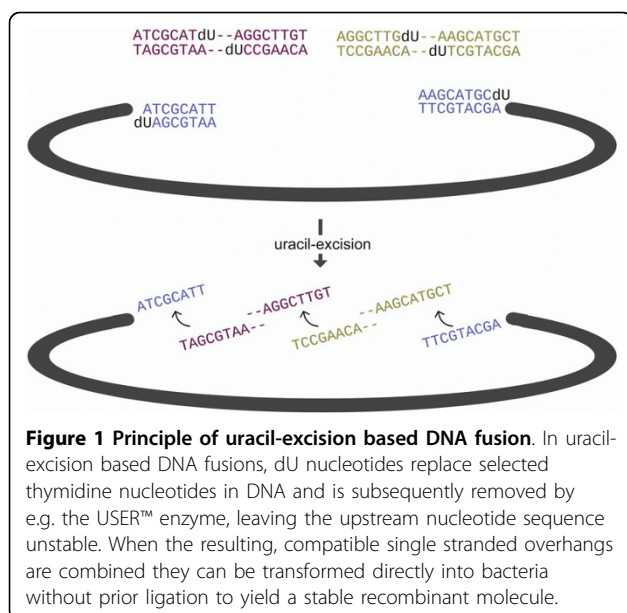 ATCGCATdU--AGGCTTGT AGGCTTGdU--AAGCATGCT
TAGCGTAA--dUCCGAACA TCCGAACA--dUTCGTACGA
ATCGCATT
dUAGCGTAA
AAGCATGCdU
TTCGTACGA
uracil-excision
ATCGCATT
TAGCGTAA--
--AGGCTTGT
TCCGAACA--
--AAGCATGCT
TTCGTACGA
Figure 1 Principle of uracil-excision based DNA fusion. In uracil-
excision based DNA fusions, dU nucleotides replace selected
thymidine nucleotides in DNA and is subsequently removed by
e.g. the USER™ enzyme, leaving the upstream nucleotide sequence
unstable. When the resulting, compatible single stranded overhangs
are combined they can be transformed directly into bacteria
without prior ligation to yield a stable recombinant molecule.